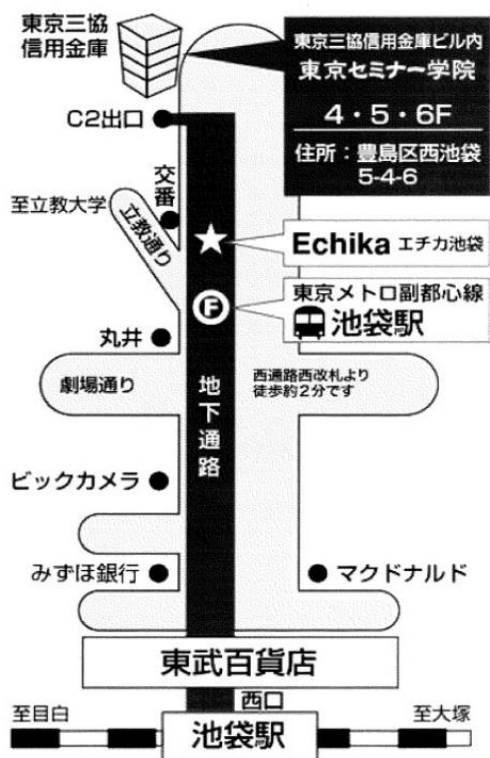 東京三協
信用金庫
東京三協信用金庫ビル内
東京セミナー学院
4・5・6F
住所：豊島区西池袋
5-4-6
C2出口
交番
至立教大学
立教通り
Echika エチカ池袋
東京メトロ副都心線
F
池袋駅
丸井
劇場通り
地下通路
西通路西改札より
徒歩約2分です
ビックカメラ
みずほ銀行
マクドナルド
東武百貨店
西口
至目白
至大塚
池袋駅